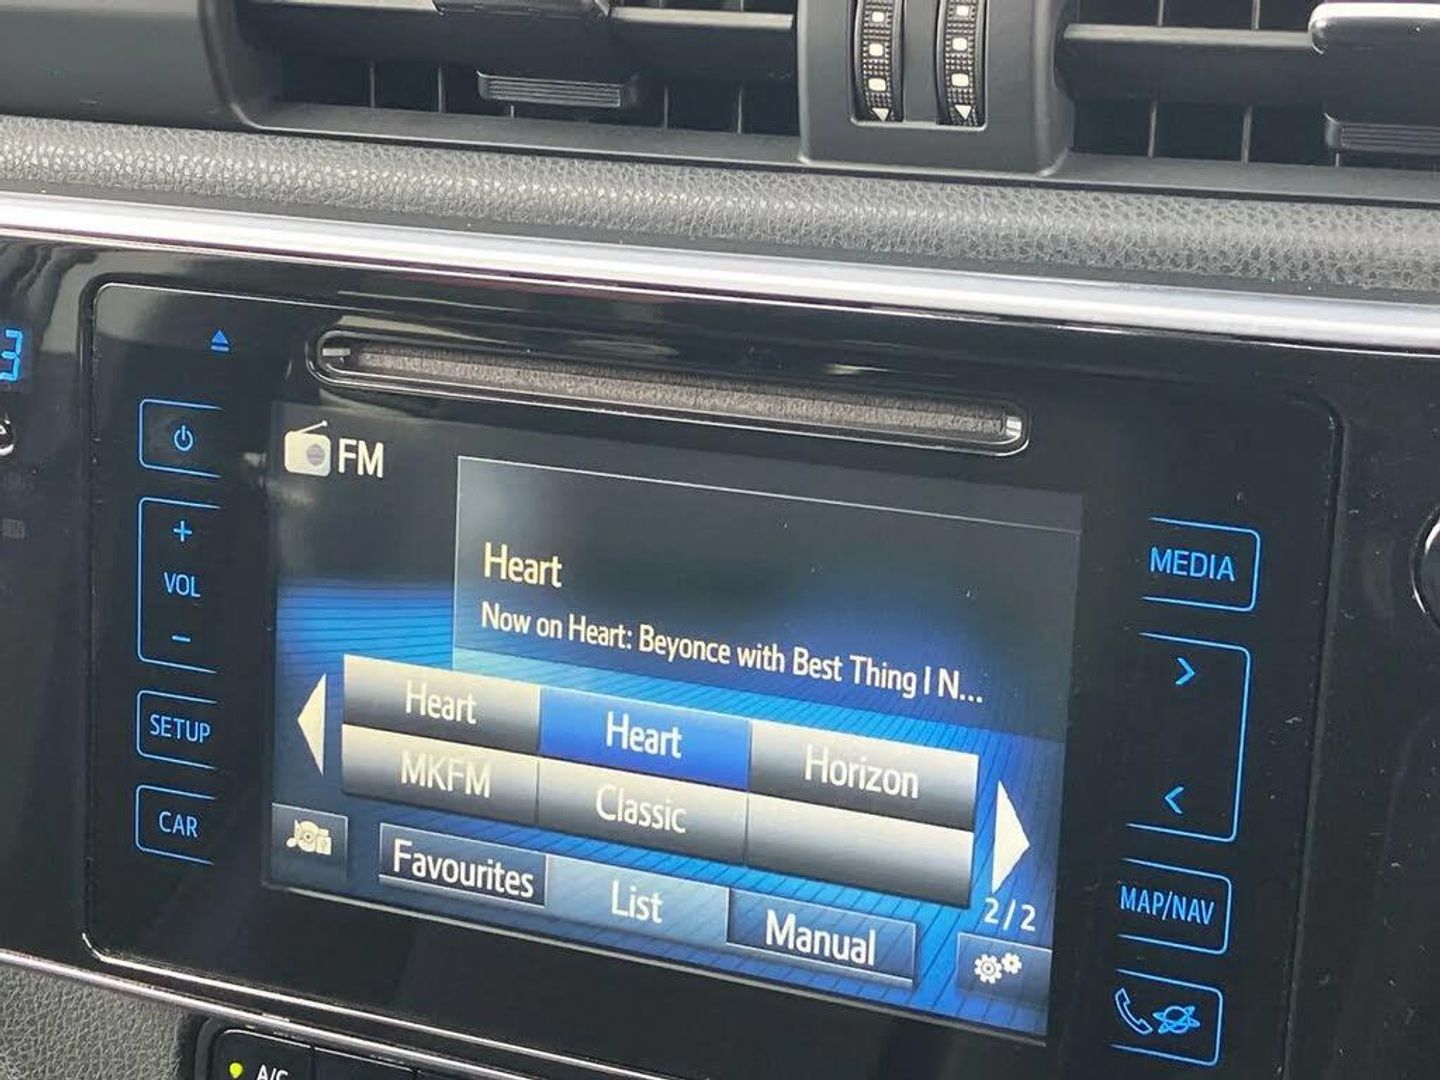 3
FM
VOL
SETUP
CAR
Heart
Now on Heart: Beyonce with Best Thing I N...
Heart Heart Horizon
MKFM Classic
Favourites List Manual
2/2
MEDIA
MAP/NAV
A/C